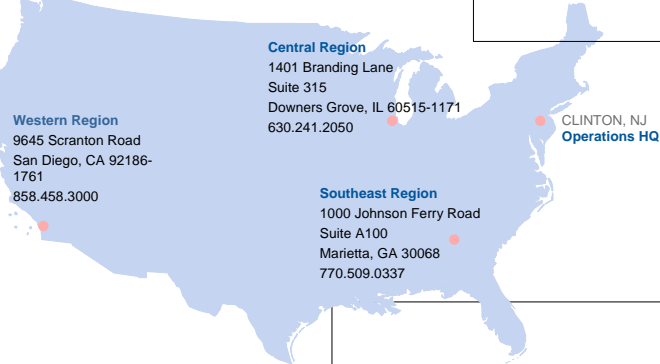 Central Region
1401 Branding Lane
Suite 315
Downers Grove, IL 60515-1171
630.241.2050
Western Region
9645 Scranton Road
San Diego, CA 92186-
1761
858.458.3000
CLINTON, NJ
Operations HQ
Southeast Region
1000 Johnson Ferry Road
Suite A100
Marietta, GA 30068
770.509.0337